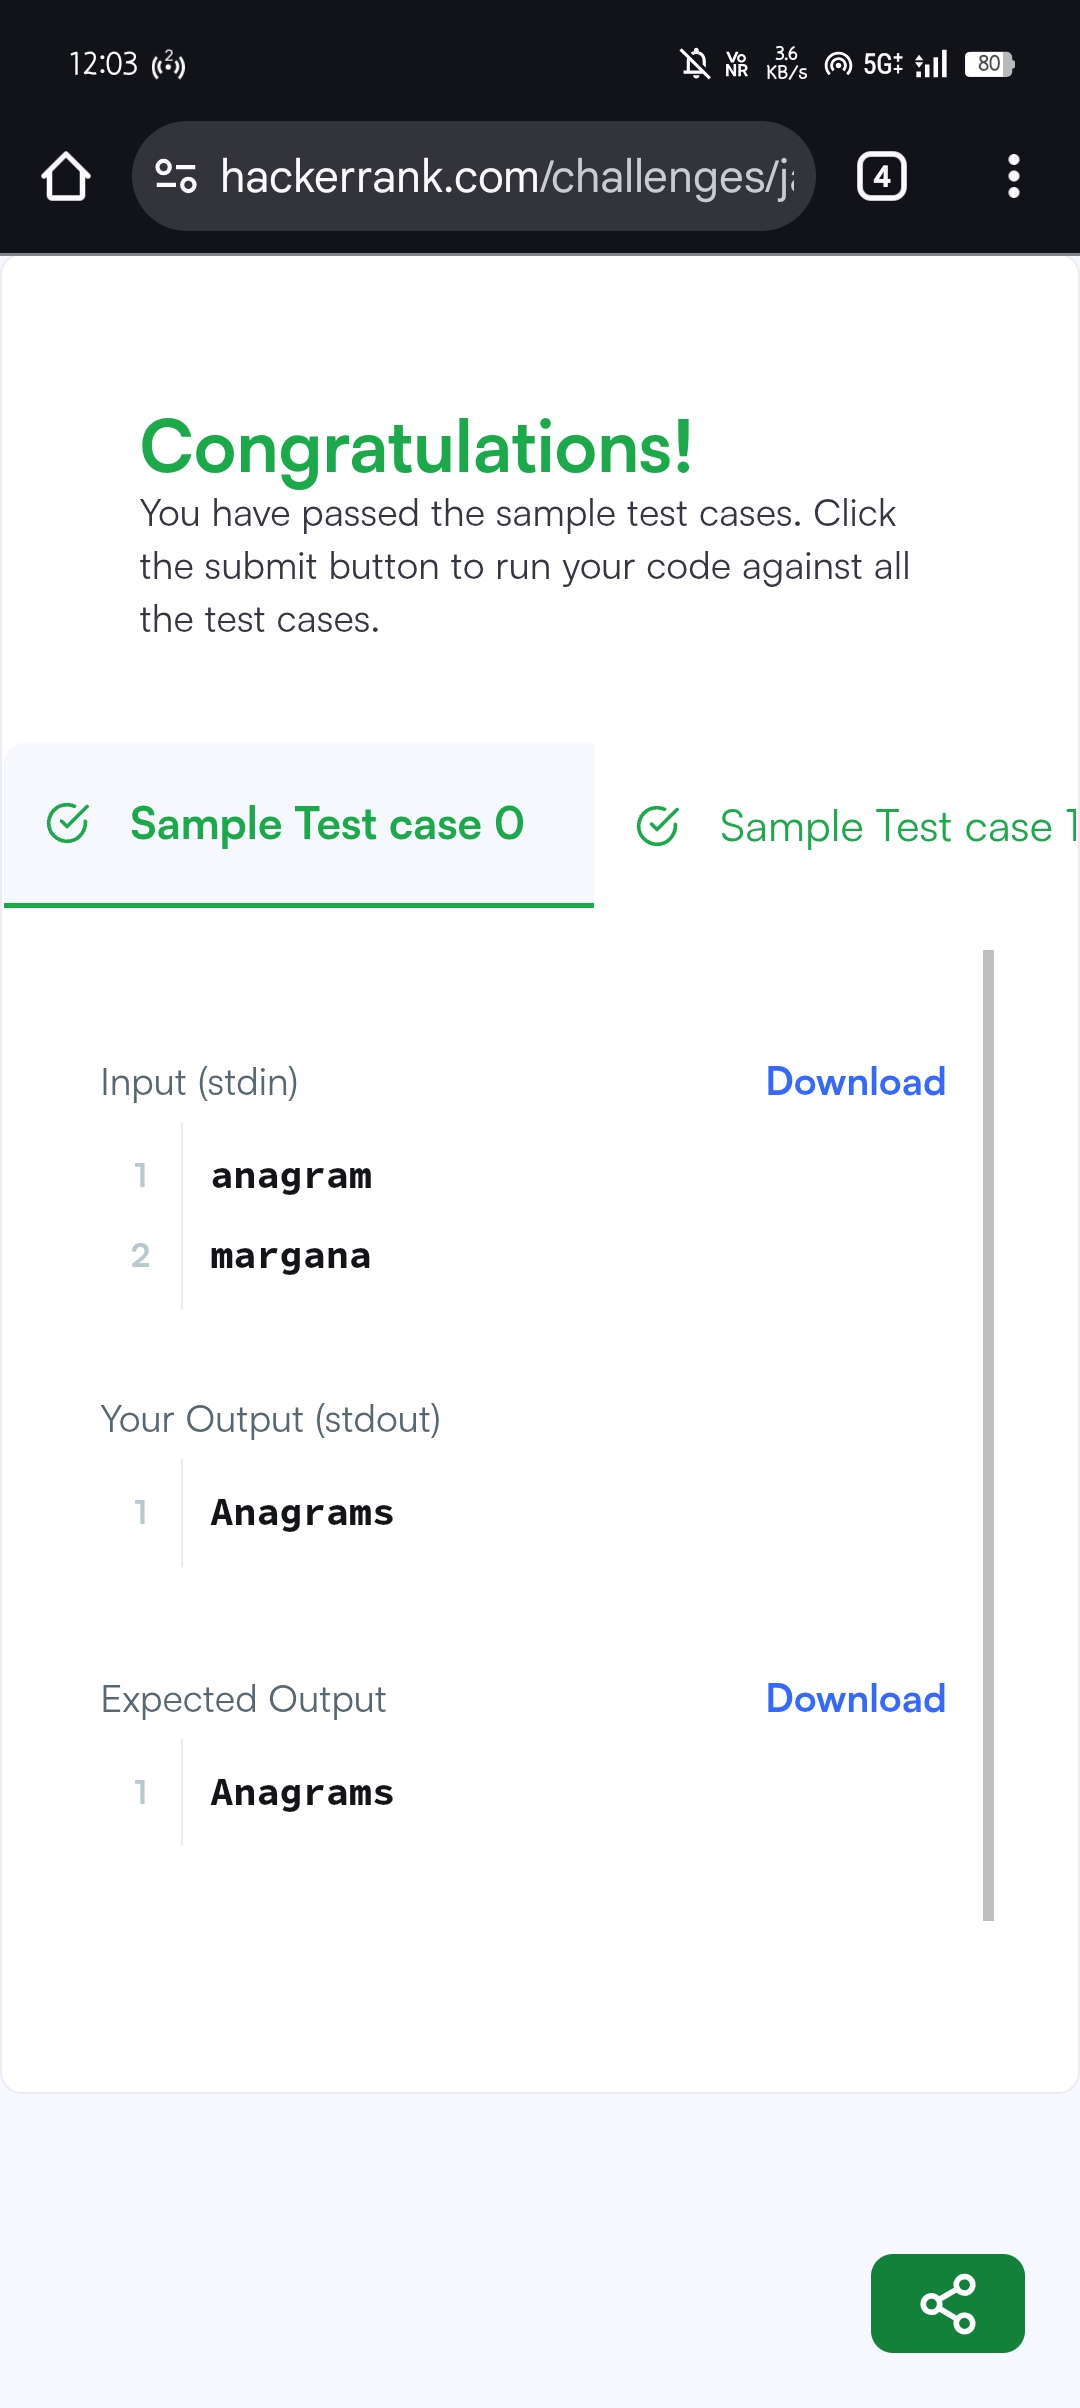 12:03
2
Vo
NR
3.6
KB/s
5G
80
hackerrank.com/challenges/j
4
Congratulations!
You have passed the sample test cases. Click
the submit button to run your code against all
the test cases.
Sample Test case 0
Sample Test case 1
Input (stdin)
Download
1 anagram
2 margana
Your Output (stdout)
1 Anagrams
Expected Output
Download
1 Anagrams